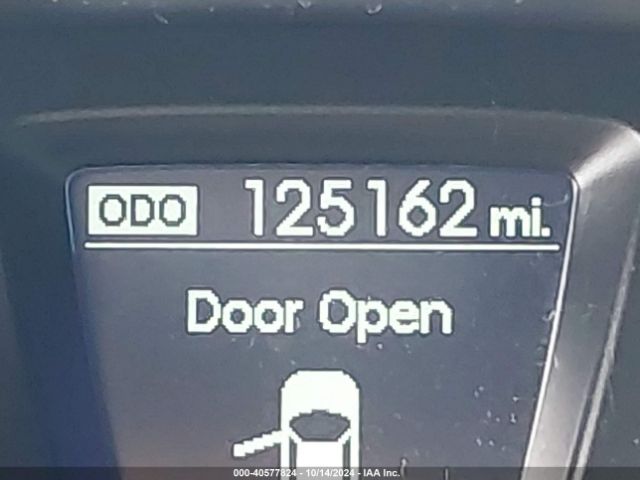 ODO 125162 mi.
Door Open
000-40577824 - 10/14/2024 - IAA Inc.